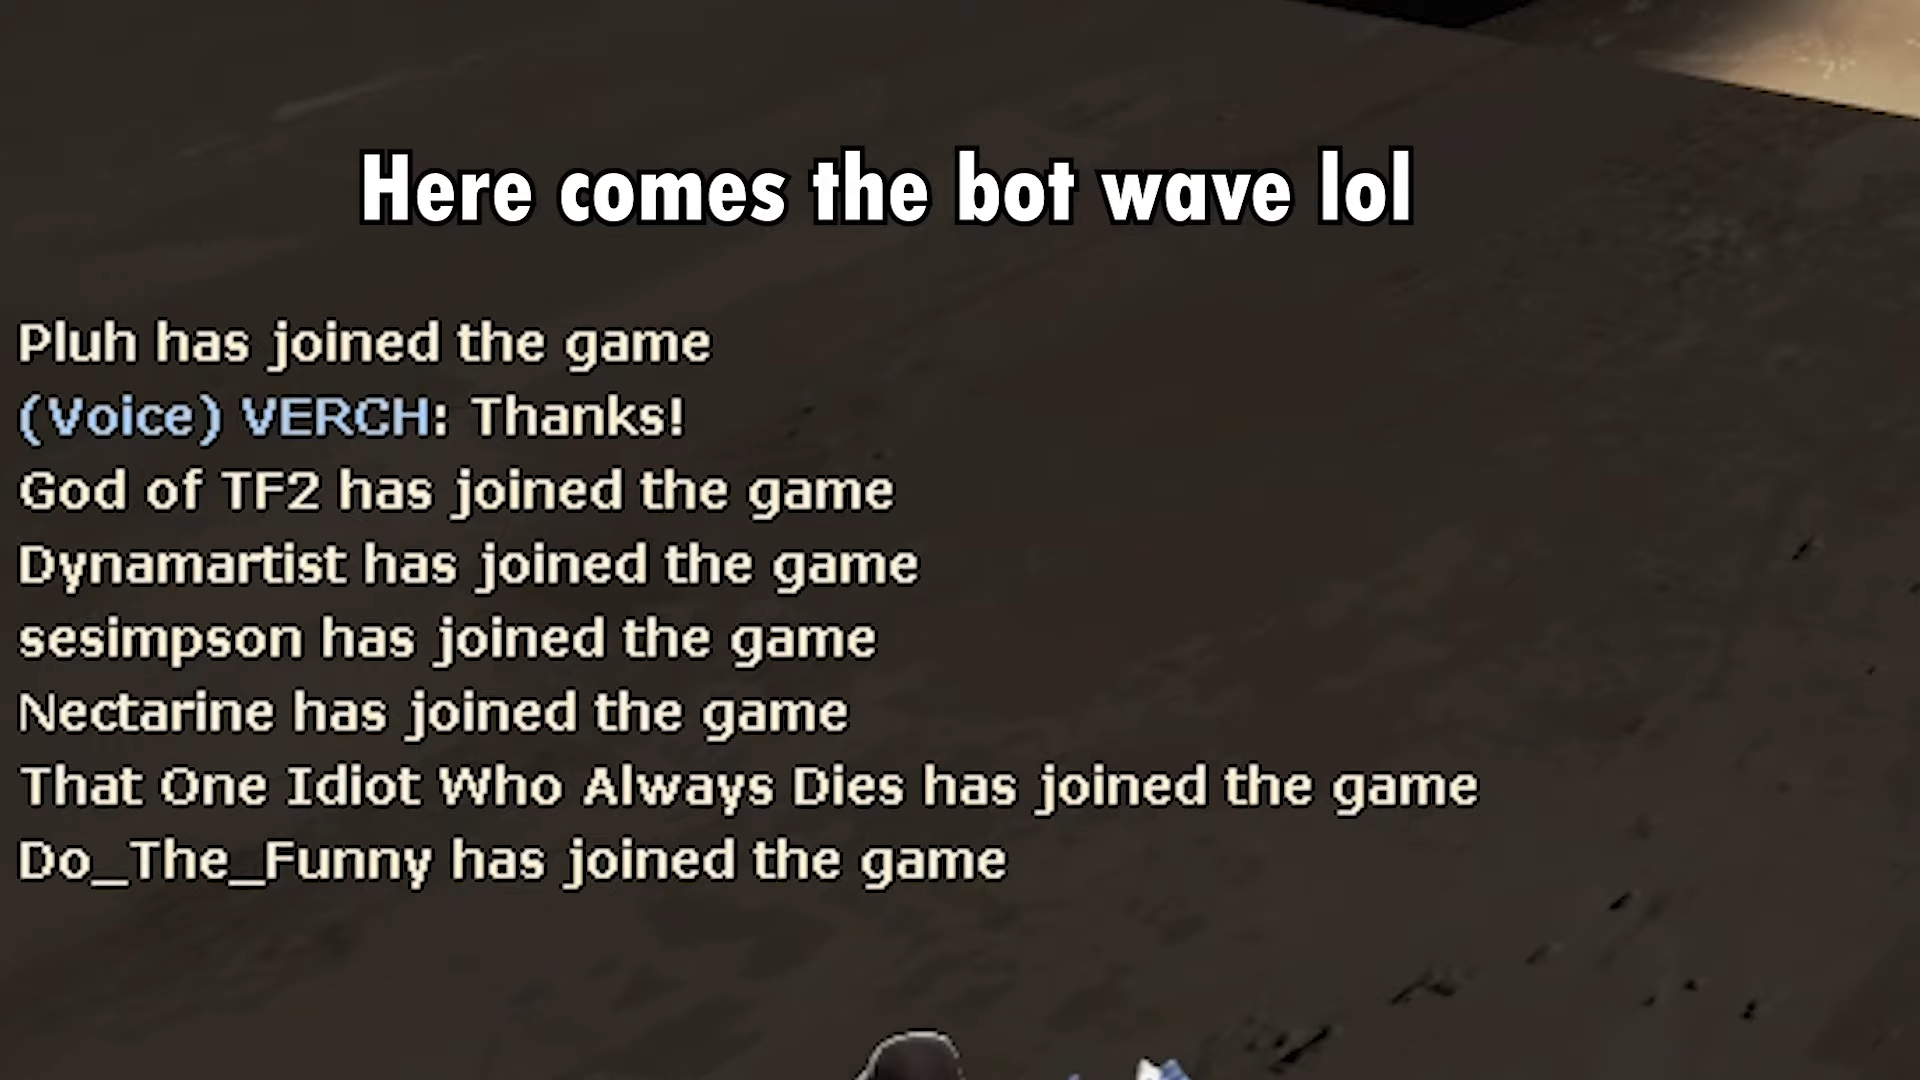 Here comes the bot wave lol
Pluh has joined the game
(Voice) VERCH: Thanks!
God of TF2 has joined the game
Dynamartist has joined the game
sesimpson has joined the game
Nectarine has joined the game
That One Idiot Who Always Dies has joined the game
Do_The_Funny has joined the game